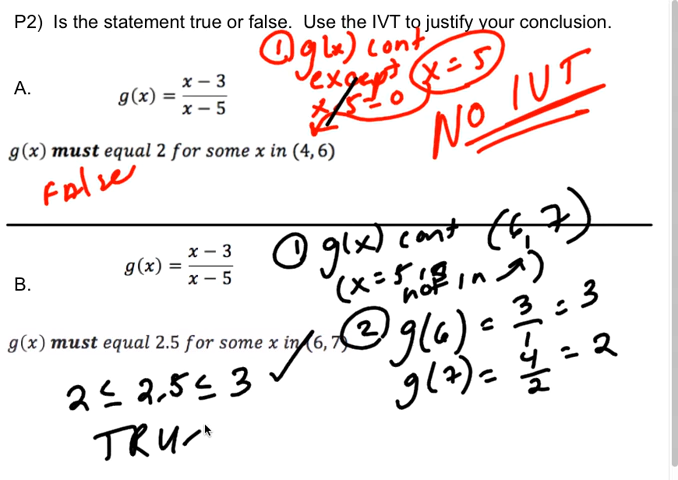 P2) Is the statement true or false. Use the IVT to justify your conclusion.
① g(x) cont
except x = 5
x - 5 = 0
NO IVT
A.
g(x) = x − 3 / x − 5
g(x) must equal 2 for some x in (4, 6)
False
① g(x) cont (6, 7)
(x = 5 is
not in ↗)
B.
g(x) = x − 3 / x − 5
g(x) must equal 2.5 for some x in (6, 7)
② g(6) = 3/1 = 3
g(7) = 4/2 = 2
2 ≤ 2.5 ≤ 3 ✓
TRU